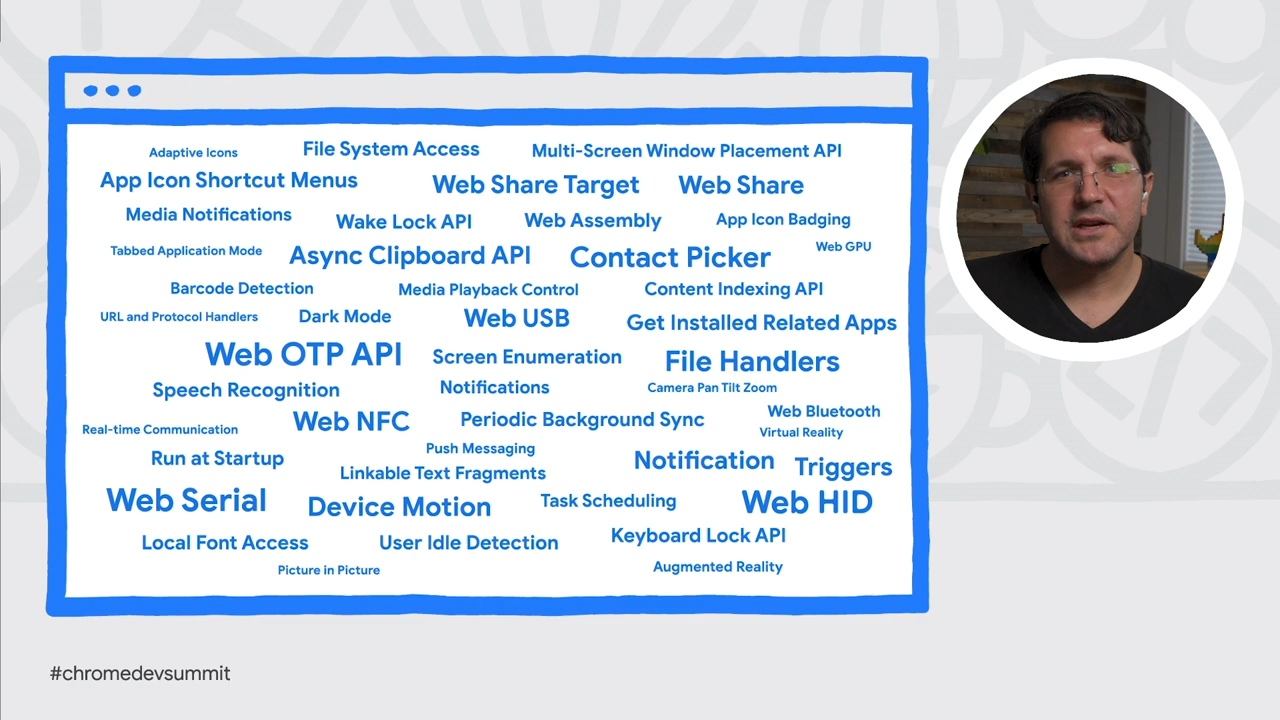 Adaptive Icons
File System Access
Multi-Screen Window Placement API
App Icon Shortcut Menus
Web Share Target
Web Share
Media Notifications
Wake Lock API
Web Assembly
App Icon Badging
Tabbed Application Mode
Async Clipboard API
Contact Picker
Web GPU
Barcode Detection
Media Playback Control
Content Indexing API
URL and Protocol Handlers
Dark Mode
Web USB
Get Installed Related Apps
Web OTP API
Screen Enumeration
File Handlers
Speech Recognition
Notifications
Camera Pan Tilt Zoom
Real-time Communication
Web NFC
Periodic Background Sync
Web Bluetooth
Virtual Reality
Run at Startup
Push Messaging
Linkable Text Fragments
Notification Triggers
Web Serial
Device Motion
Task Scheduling
Web HID
Local Font Access
User Idle Detection
Keyboard Lock API
Picture in Picture
Augmented Reality
#chromedevsummit